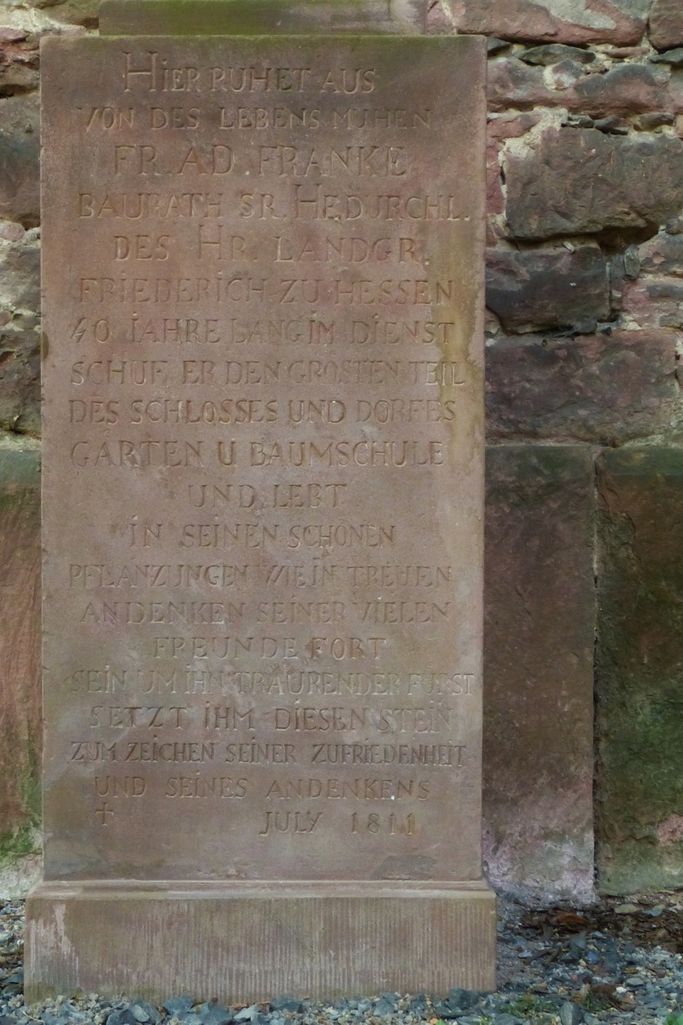 HIER RUHET AUS
VON DES LEBENS MUHEN
FR. AD. FRANKE
BAURATH SR. HEDURCHL.
DES HR. LANDGR.
FRIEDERICH ZU HESSEN
40 JAHRE LANG IM DIENST
SCHUF ER DEN GROSTEN TEIL
DES SCHLOSSES UND DORFES
GARTEN U BAUMSCHULE
UND LEBT
IN SEINEN SCHÖNEN
PFLANZUNGEN WIE IN TREUEN
ANDENKEN SEINER VIELEN
FREUNDE FORT
SEIN UM IHN TRAURENDER FURST
SETZT IHM DIESEN STEIN
ZUM ZEICHEN SEINER ZUFRIEDENHEIT
UND SEINES ANDENKENS
† JULY 1811